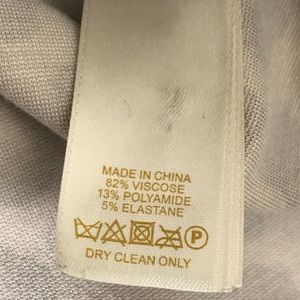 MADE IN CHINA
82% VISCOSE
13% POLYAMIDE
5% ELASTANE
P
DRY CLEAN ONLY